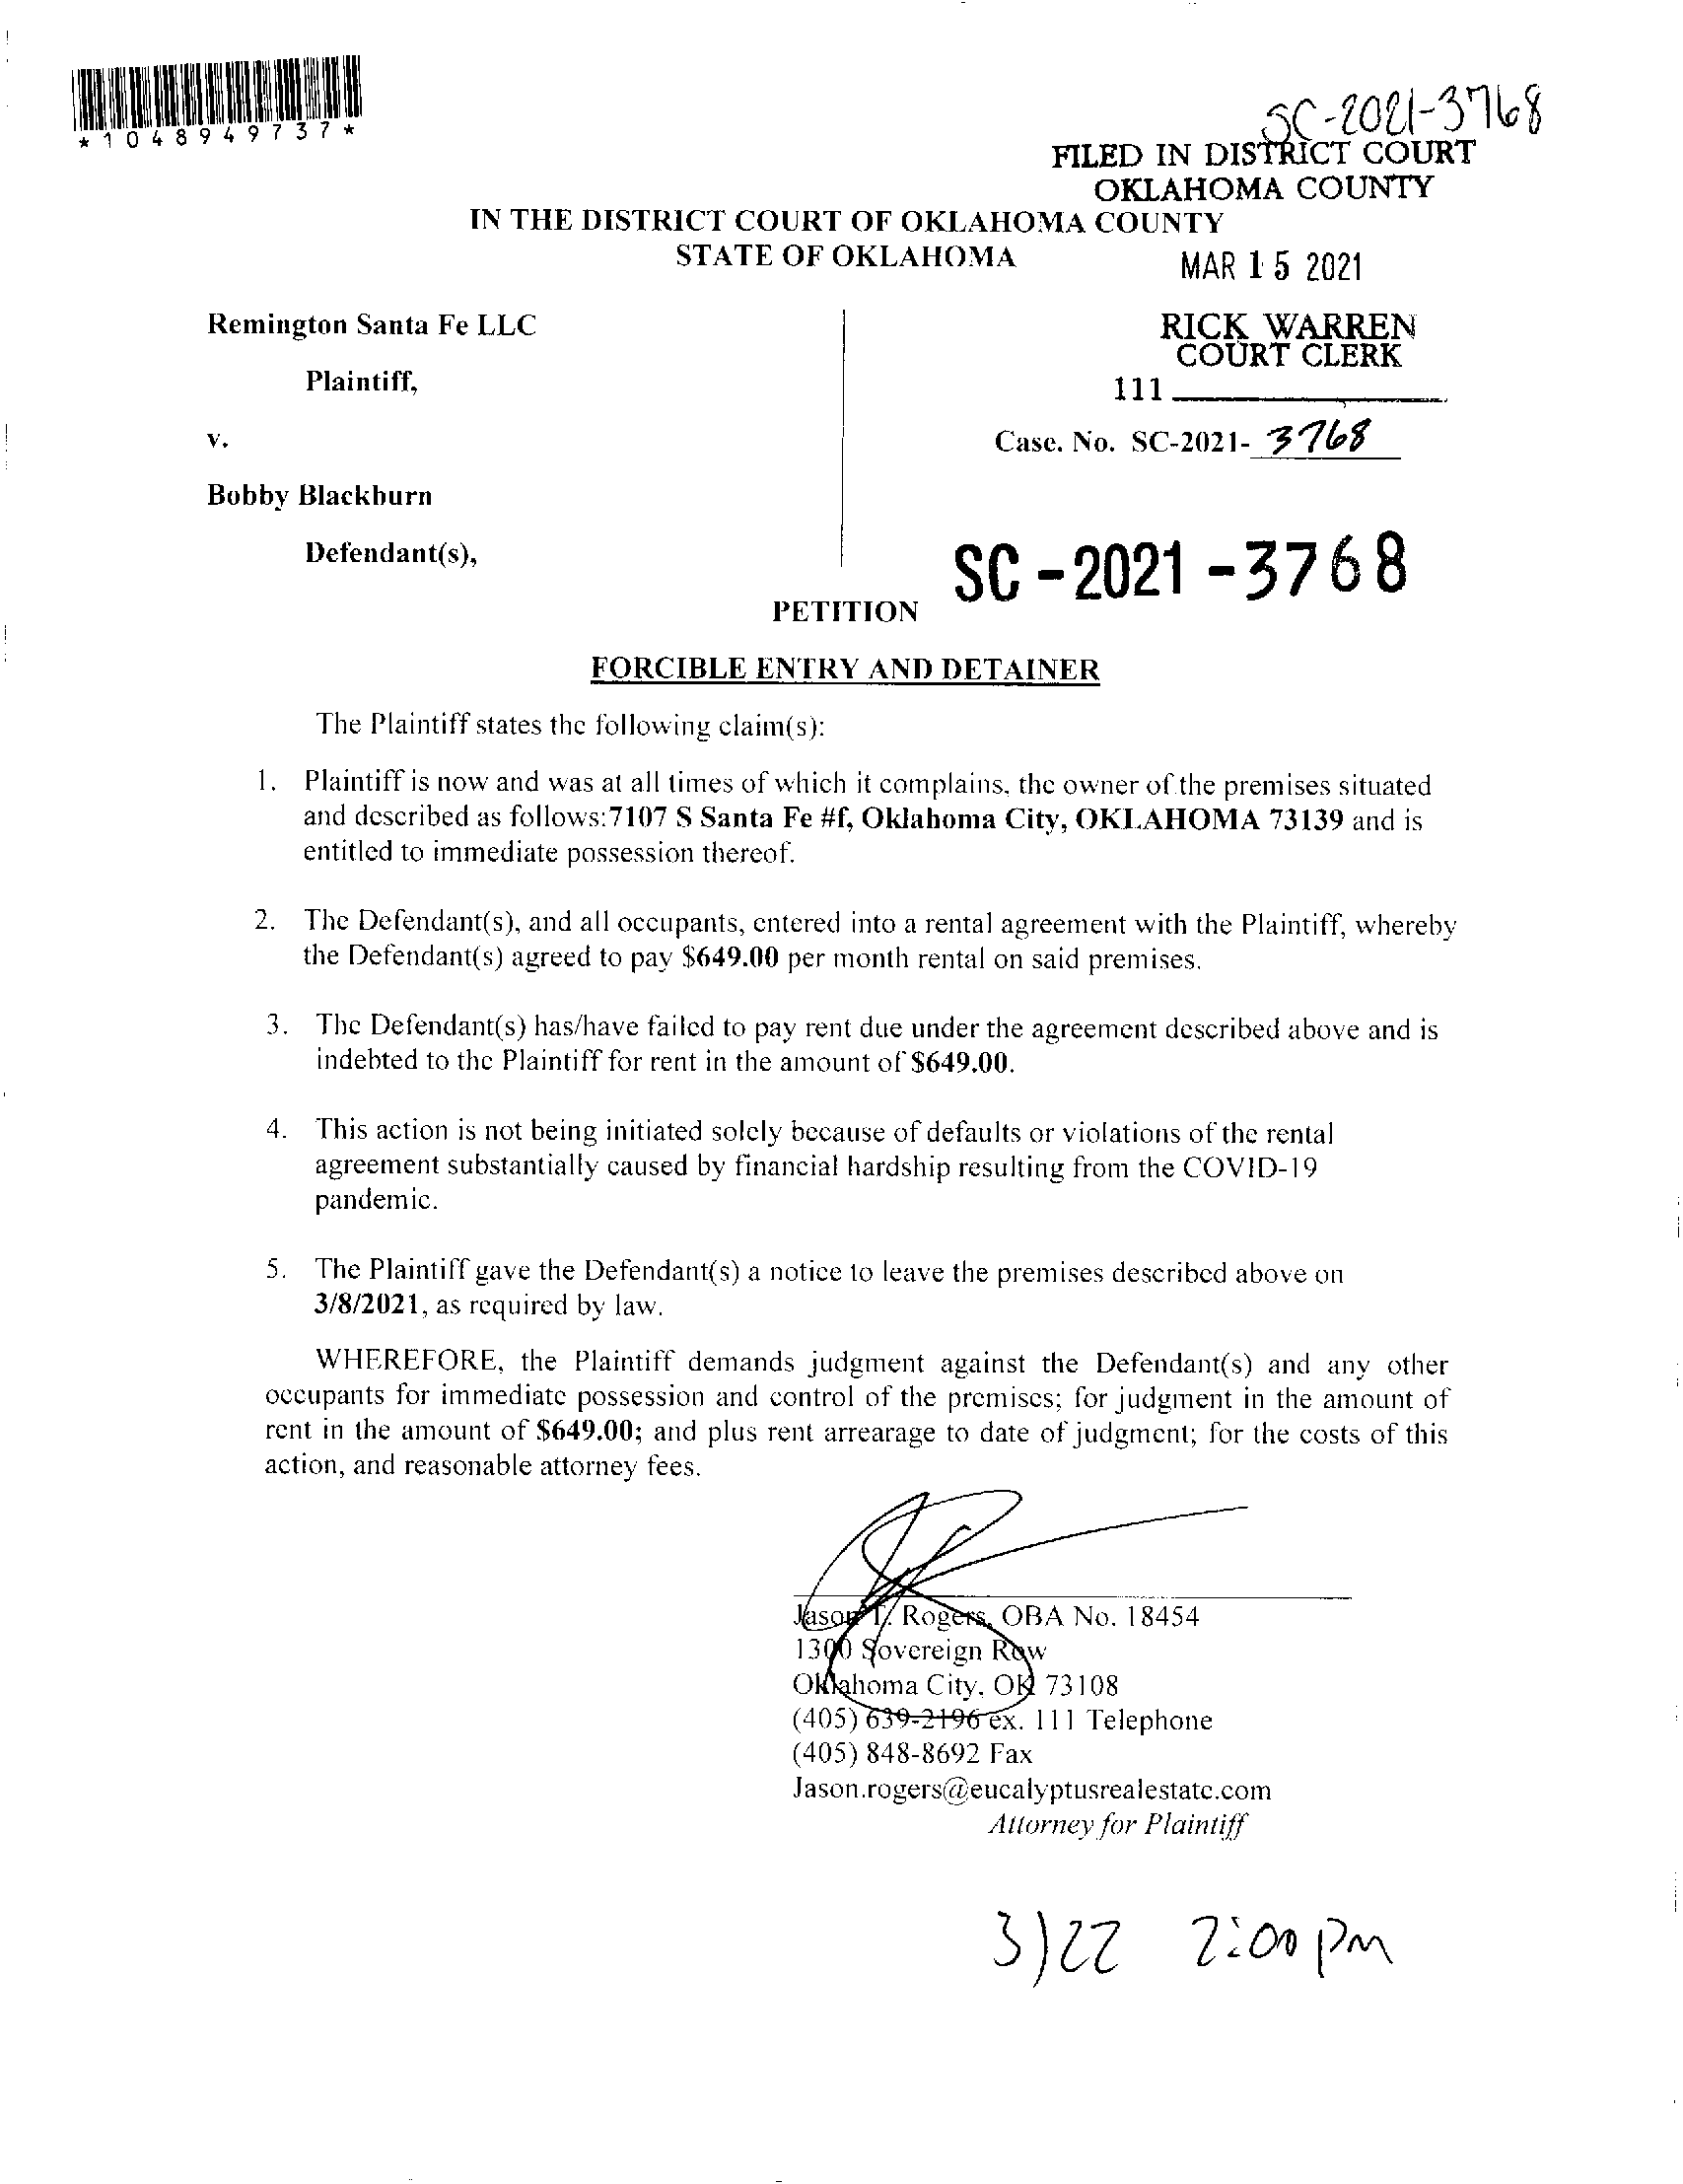 *1048949737*
SC-2021-3768
FILED IN DISTRICT COURT
OKLAHOMA COUNTY
IN THE DISTRICT COURT OF OKLAHOMA COUNTY
STATE OF OKLAHOMA
MAR 15 2021
Remington Santa Fe LLC
RICK WARREN
COURT CLERK
Plaintiff,
111
v.
Case. No. SC-2021- 3768
Bobby Blackburn
Defendant(s),
SC-2021-3768
PETITION
FORCIBLE ENTRY AND DETAINER
The Plaintiff states the following claim(s):
1. Plaintiff is now and was at all times of which it complains, the owner of the premises situated
and described as follows:7107 S Santa Fe #f, Oklahoma City, OKLAHOMA 73139 and is
entitled to immediate possession thereof.
2. The Defendant(s), and all occupants, entered into a rental agreement with the Plaintiff, whereby
the Defendant(s) agreed to pay $649.00 per month rental on said premises.
3. The Defendant(s) has/have failed to pay rent due under the agreement described above and is
indebted to the Plaintiff for rent in the amount of $649.00.
4. This action is not being initiated solely because of defaults or violations of the rental
agreement substantially caused by financial hardship resulting from the COVID-19
pandemic.
5. The Plaintiff gave the Defendant(s) a notice to leave the premises described above on
3/8/2021, as required by law.
WHEREFORE, the Plaintiff demands judgment against the Defendant(s) and any other
occupants for immediate possession and control of the premises; for judgment in the amount of
rent in the amount of $649.00; and plus rent arrearage to date of judgment; for the costs of this
action, and reasonable attorney fees.
Jason T. Rogers, OBA No. 18454
1300 Sovereign Row
Oklahoma City, OK 73108
(405) 639-2196 ex. 111 Telephone
(405) 848-8692 Fax
Jason.rogers@eucalyptusrealestate.com
Attorney for Plaintiff
3/22 2:00 pm